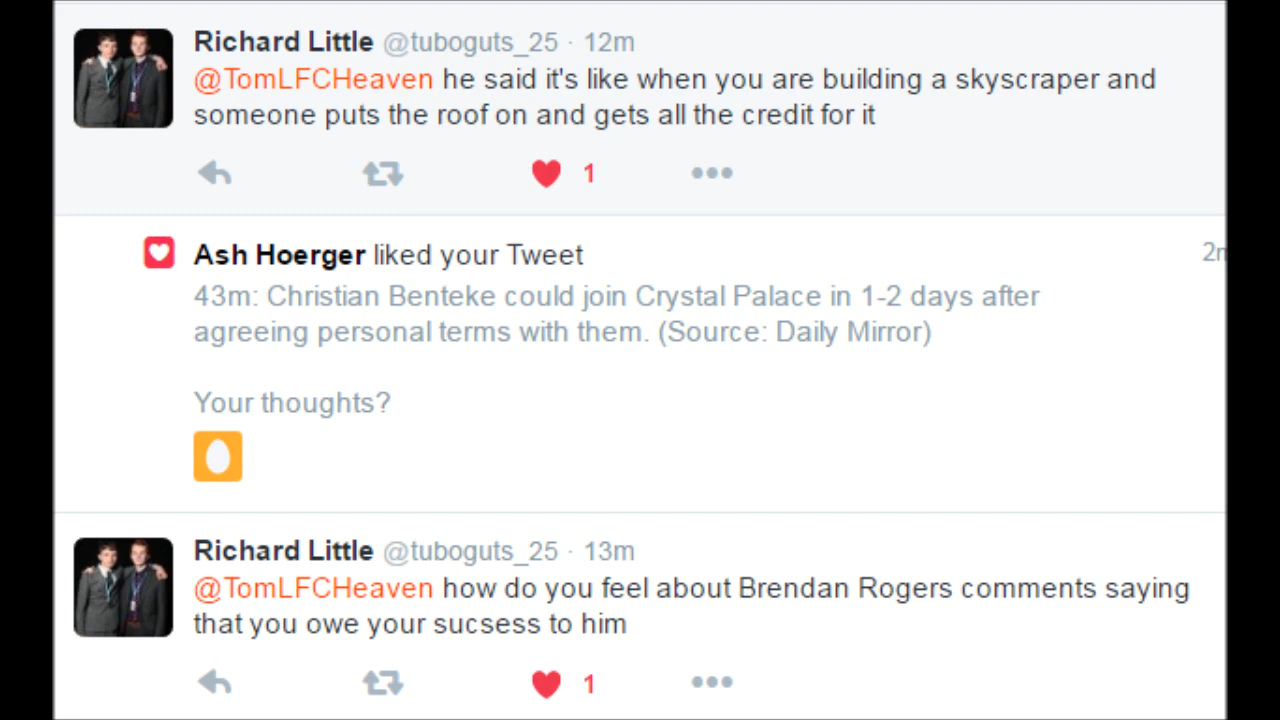 Richard Little @tuboguts_25 · 12m
@TomLFCHeaven he said it's like when you are building a skyscraper and
someone puts the roof on and gets all the credit for it
1
Ash Hoerger liked your Tweet
43m: Christian Benteke could join Crystal Palace in 1-2 days after
agreeing personal terms with them. (Source: Daily Mirror)
Your thoughts?
Richard Little @tuboguts_25 · 13m
@TomLFCHeaven how do you feel about Brendan Rogers comments saying
that you owe your sucsess to him
1